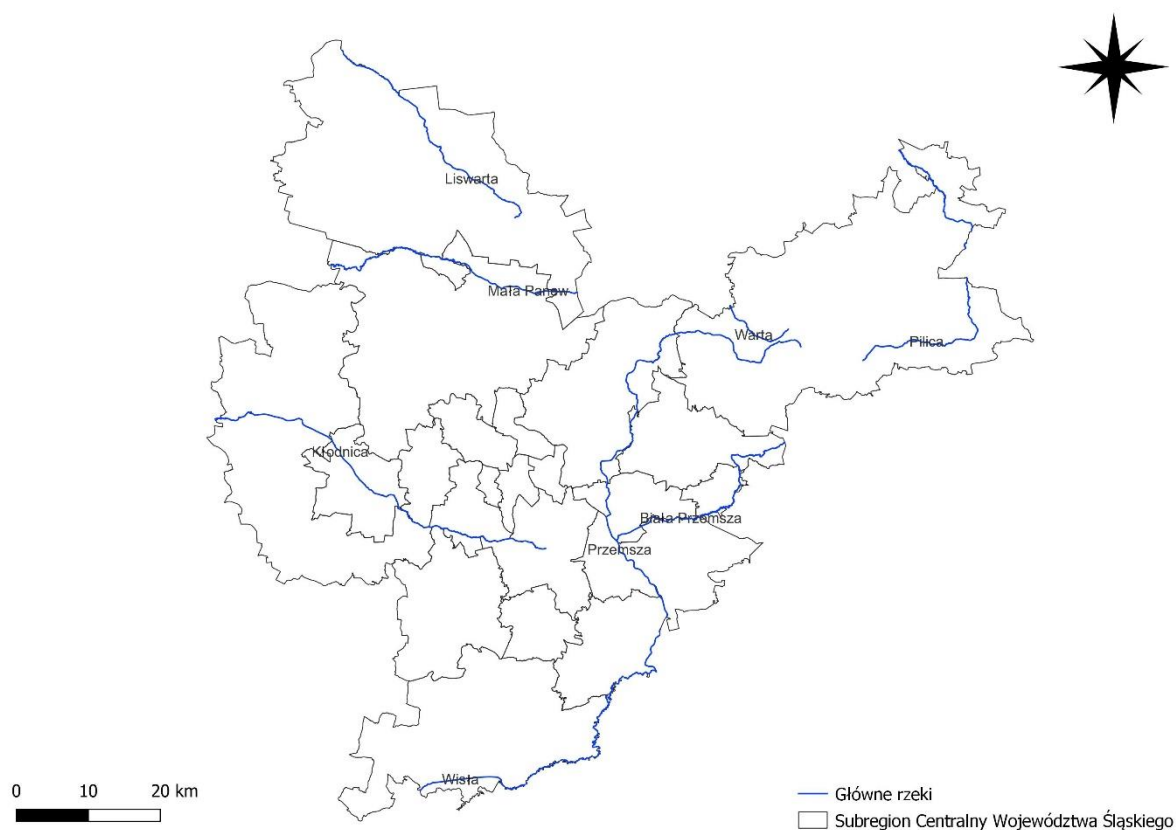 Liswarta
Mała Panew
Warta
Pilica
Kłodnica
Biała Przemsza
Przemsza
Wisła
0 10 20 km
Główne rzeki
Subregion Centralny Województwa Śląskiego